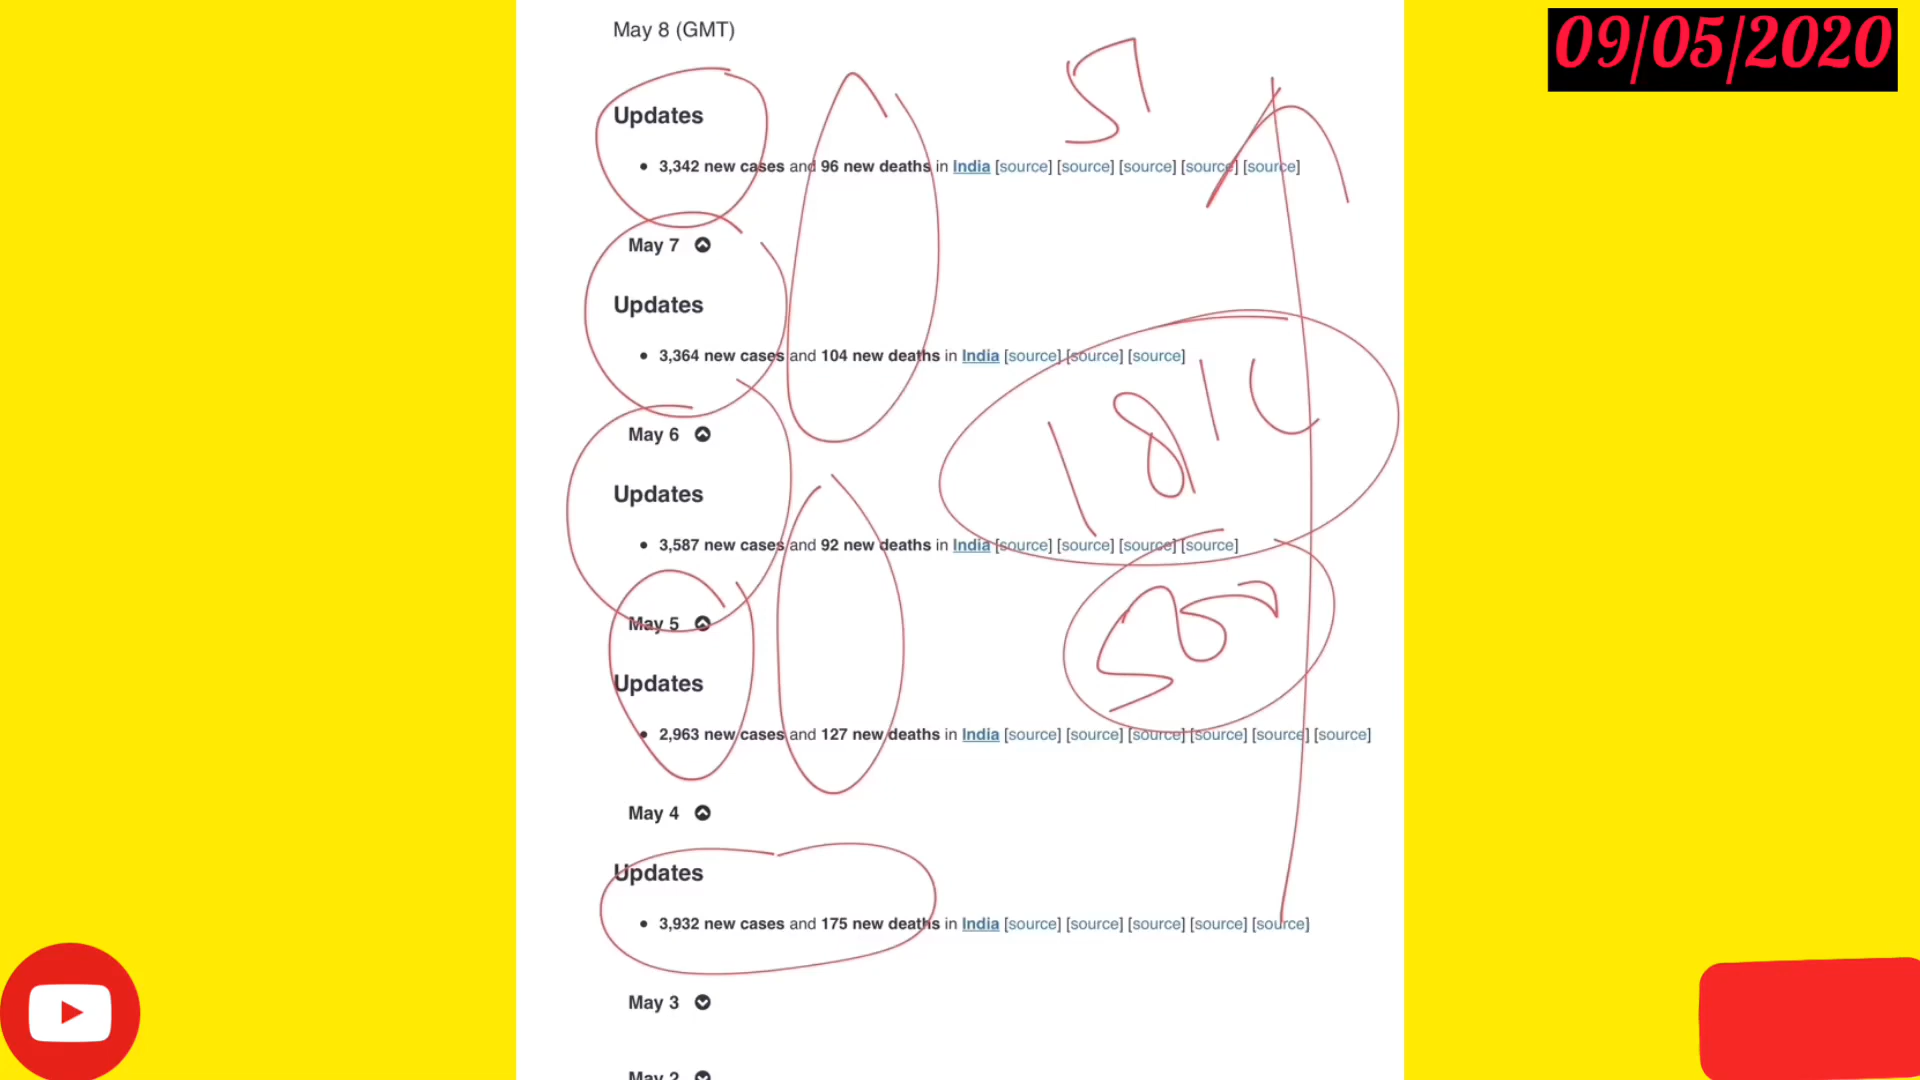 May 8 (GMT)
09/05/2020
Updates
3,342 new cases and 96 new deaths in India [source] [source] [source] [source] [source]
May 7
Updates
3,364 new cases and 104 new deaths in India [source] [source] [source]
May 6
Updates
3,587 new cases and 92 new deaths in India [source] [source] [source] [source]
May 5
Updates
2,963 new cases and 127 new deaths in India [source] [source] [source] [source] [source] [source]
May 4
Updates
3,932 new cases and 175 new deaths in India [source] [source] [source] [source] [source]
May 3
May 2